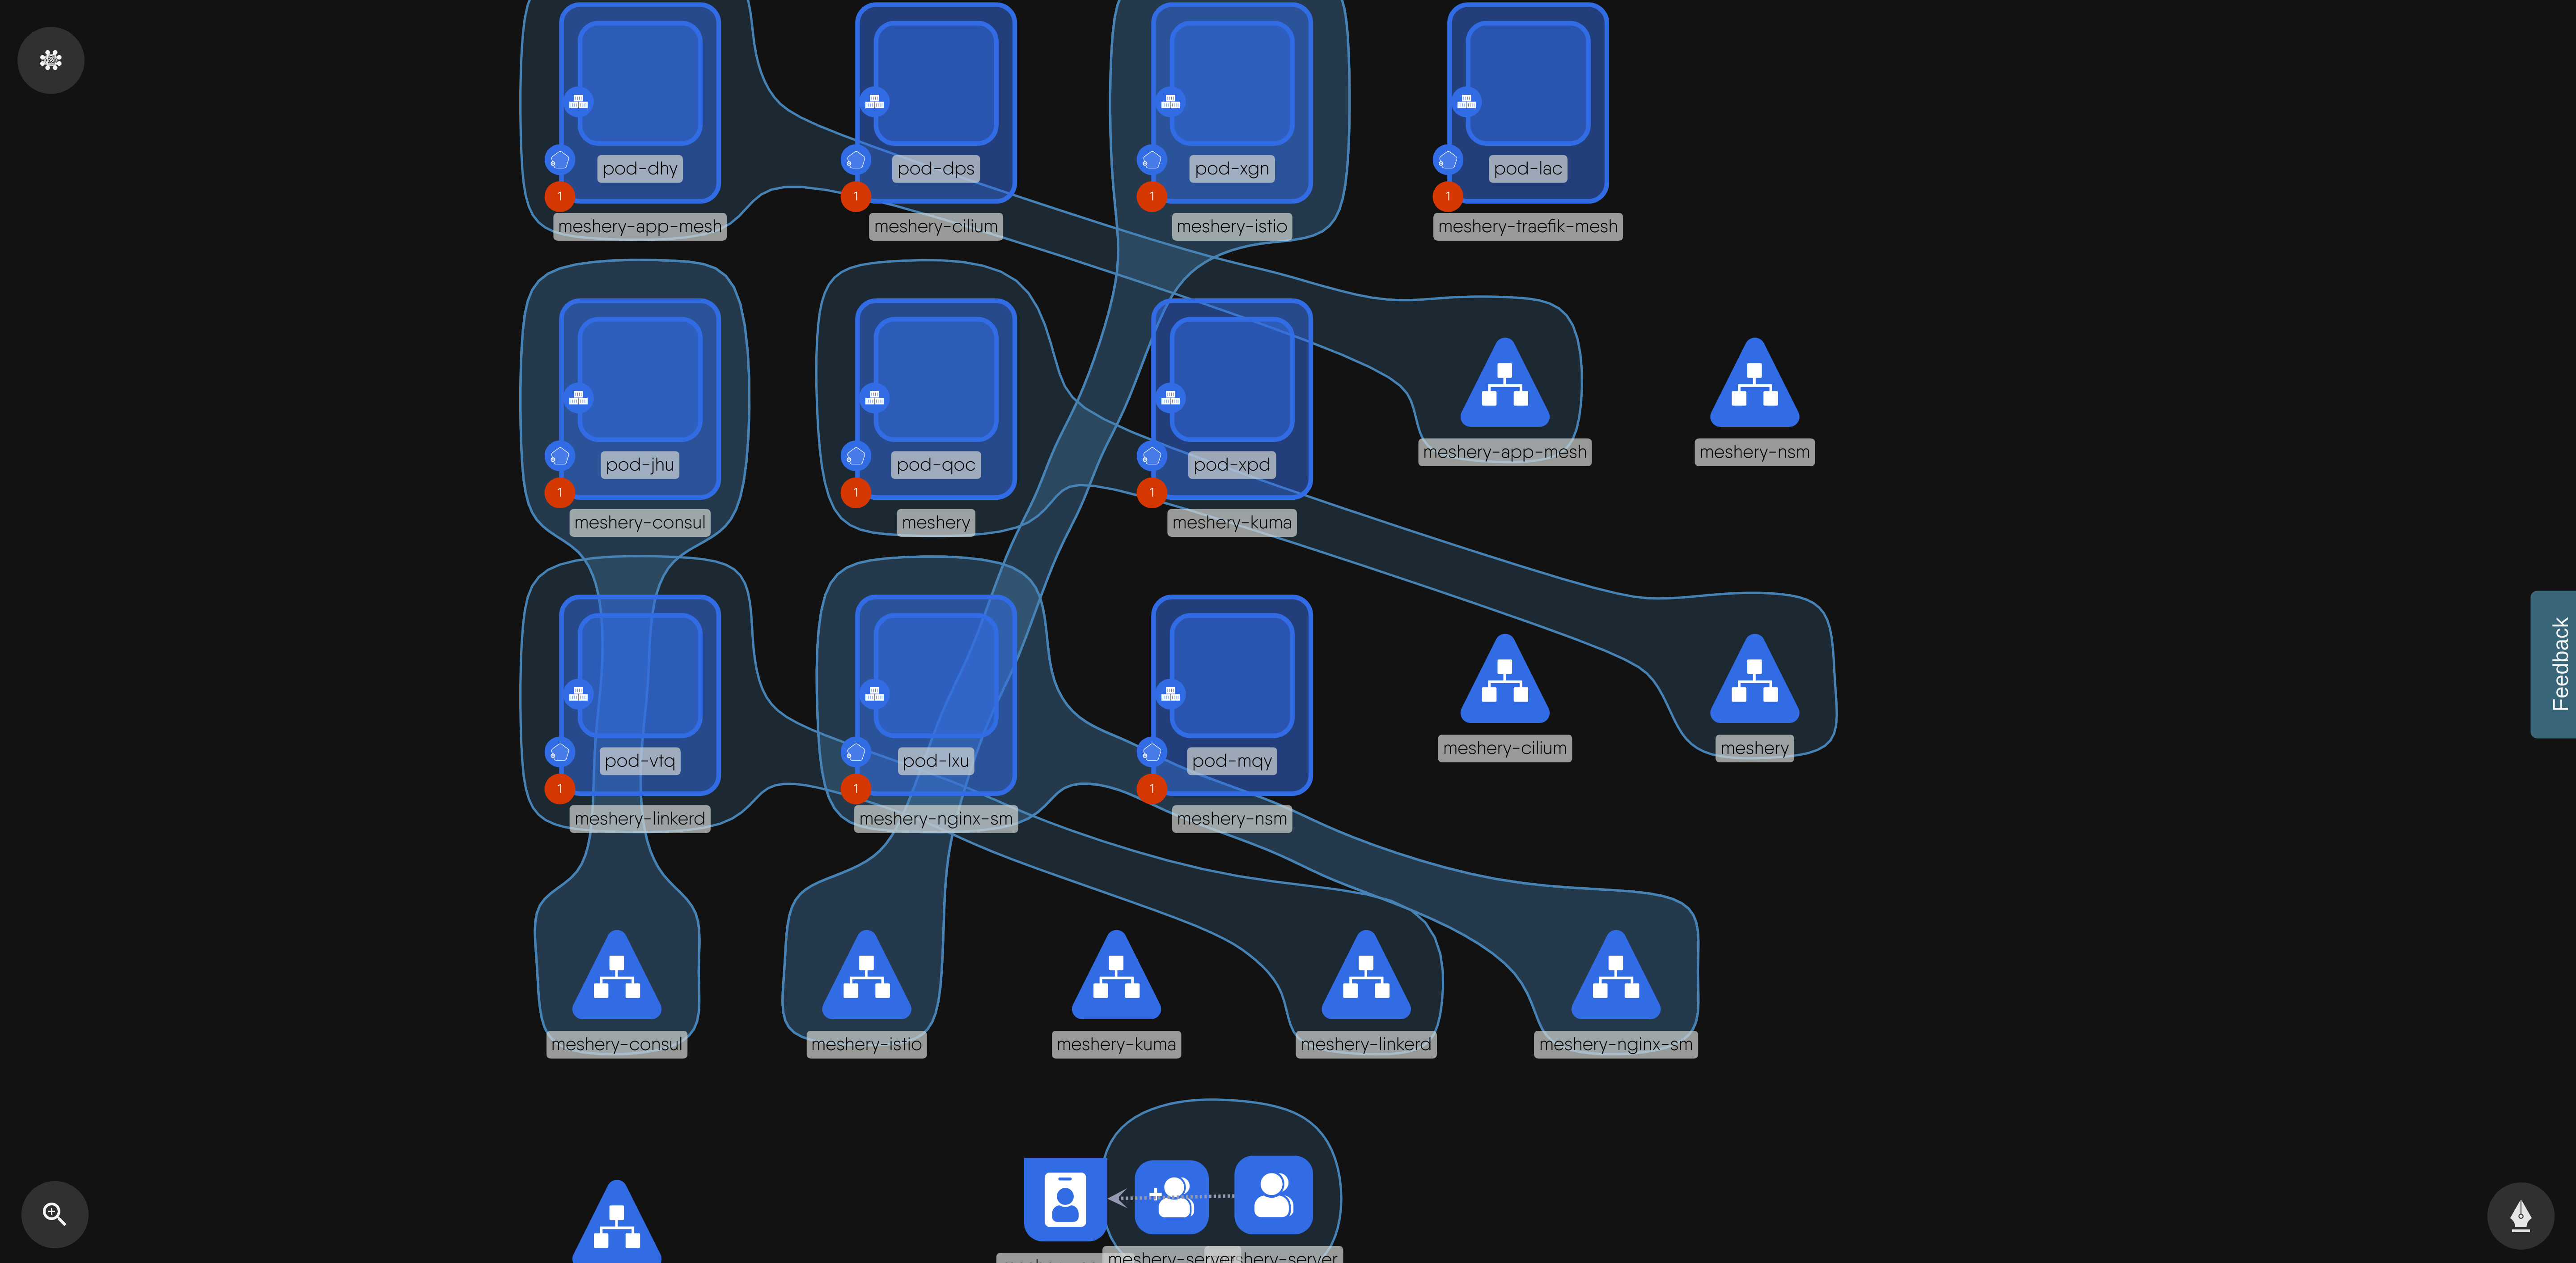 pod-dhy
pod-dps
pod-xgn
pod-lac
1
1
1
1
meshery-app-mesh
meshery-cilium
meshery-istio
meshery-traefik-mesh
pod-jhu
pod-qoc
pod-xpd
meshery-app-mesh
meshery-nsm
1
1
1
meshery-consul
meshery
meshery-kuma
Feedback
pod-vtq
pod-lxu
pod-mqy
meshery-cilium
meshery
1
1
1
meshery-linkerd
meshery-nginx-sm
meshery-nsm
meshery-consul
meshery-istio
meshery-kuma
meshery-linkerd
meshery-nginx-sm
meshery-server